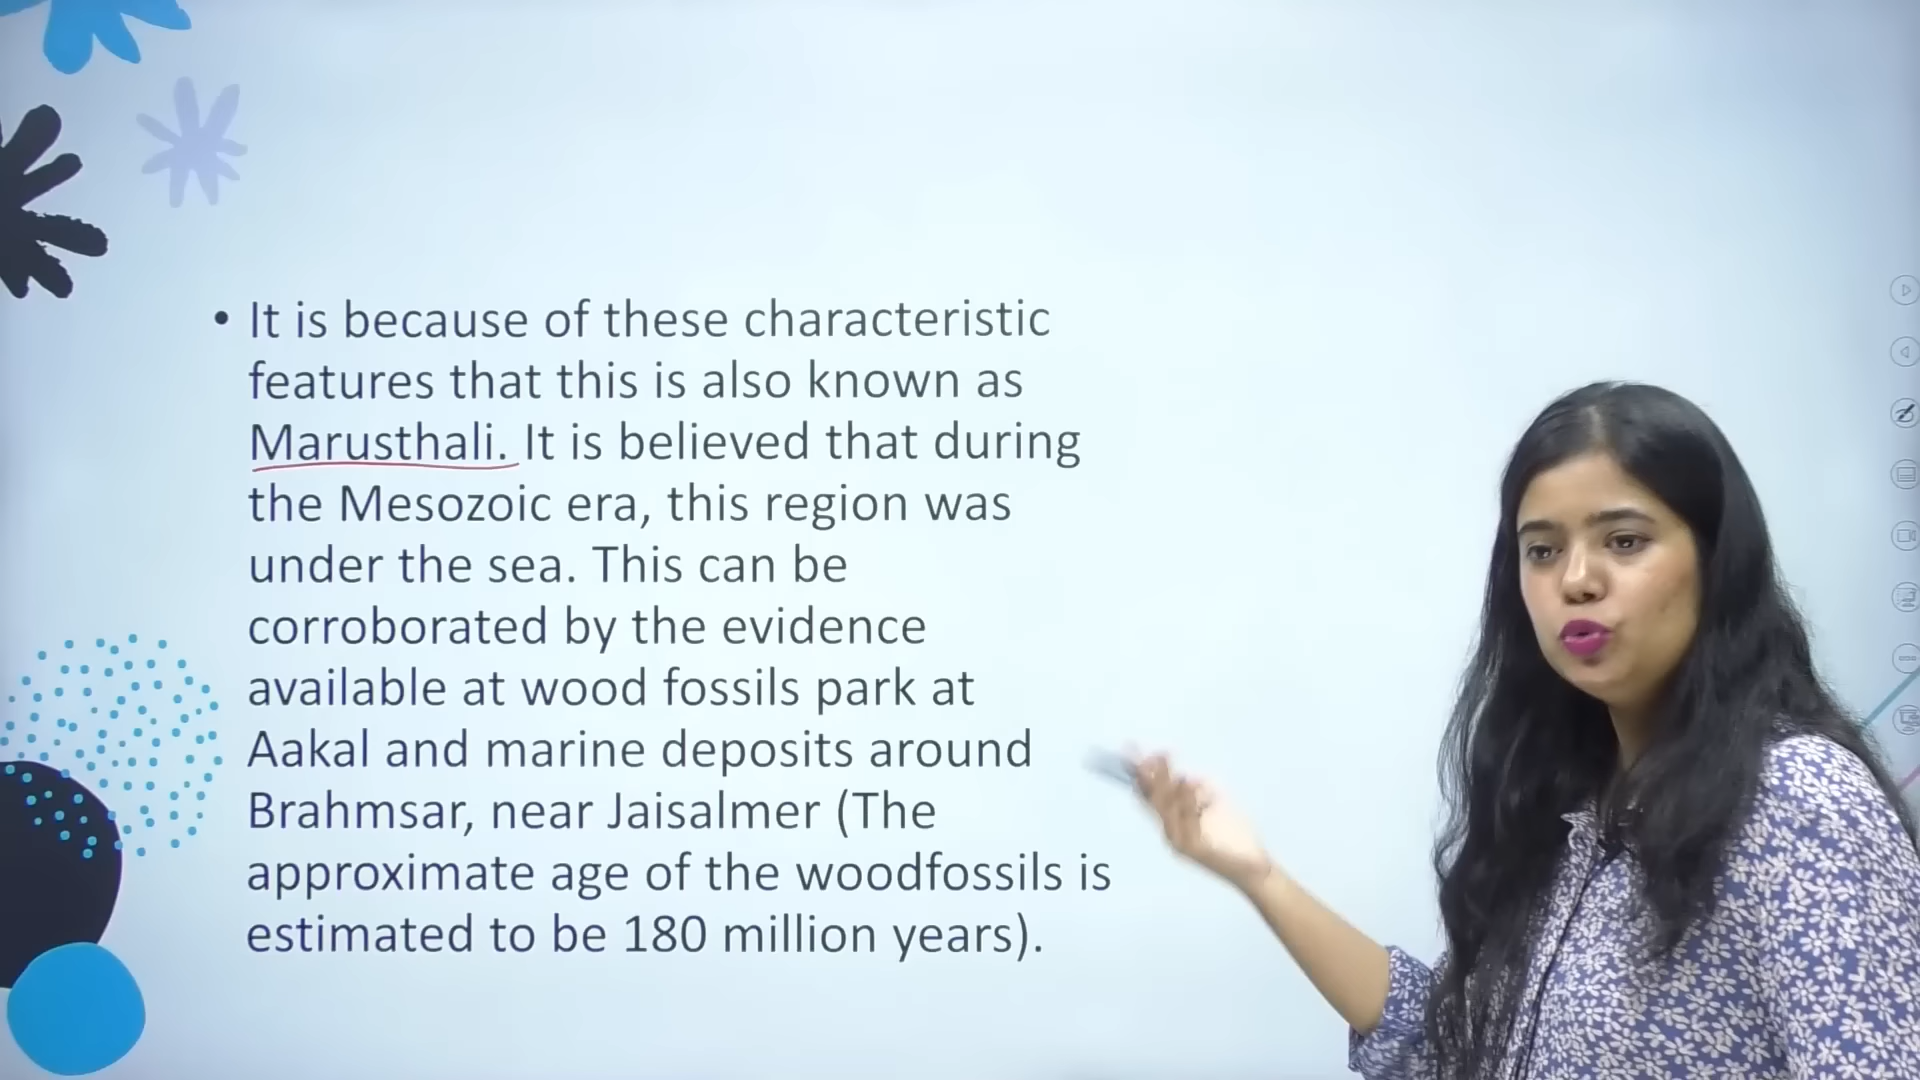 • It is because of these characteristic
features that this is also known as
Marusthali. It is believed that during
the Mesozoic era, this region was
under the sea. This can be
corroborated by the evidence
available at wood fossils park at
Aakal and marine deposits around
Brahmsar, near Jaisalmer (The
approximate age of the woodfossils is
estimated to be 180 million years).